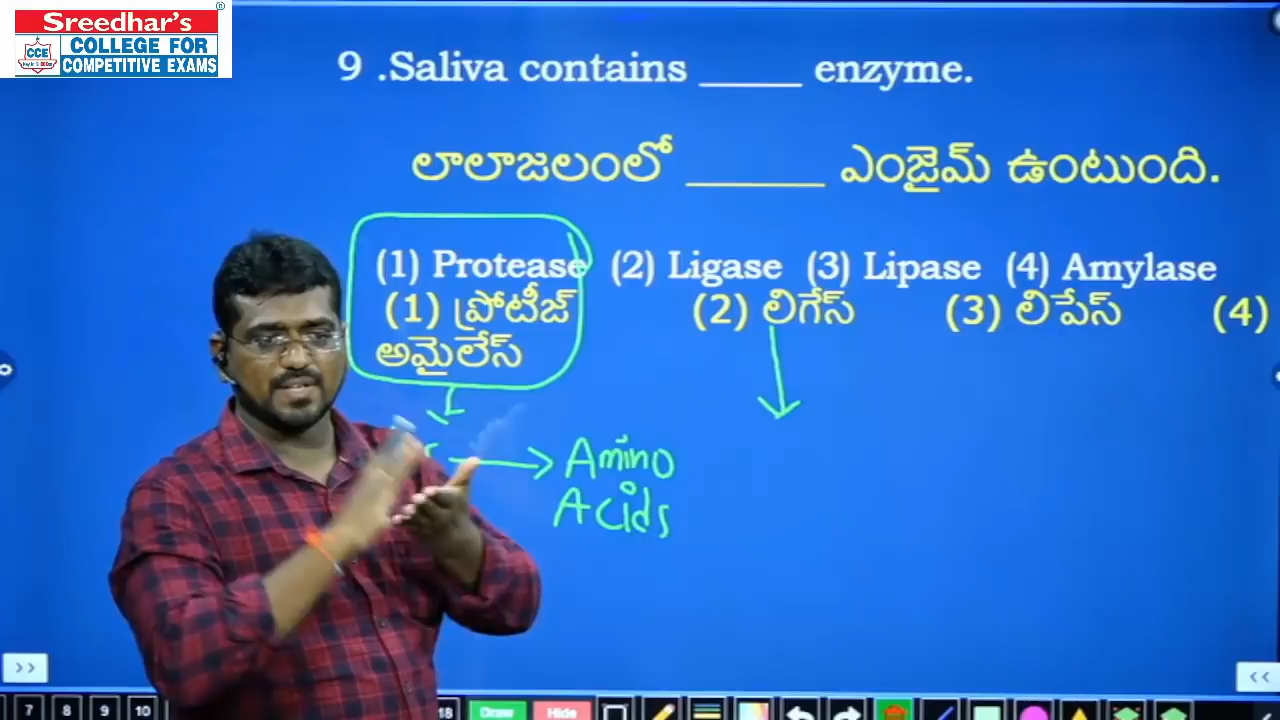 Sreedhar's
CCE
COLLEGE FOR
COMPETITIVE EXAMS
9 .Saliva contains _____ enzyme.
లాలాజలంలో ______ ఎంజైమ్ ఉంటుంది.
(1) Protease (2) Ligase (3) Lipase (4) Amylase
(1) ప్రోటీజ్ (2) లిగేస్ (3) లిపేస్ (4)
అమైలేస్
Amino
Acids
>>
<<
7 8 9 10 18 Draw Hide